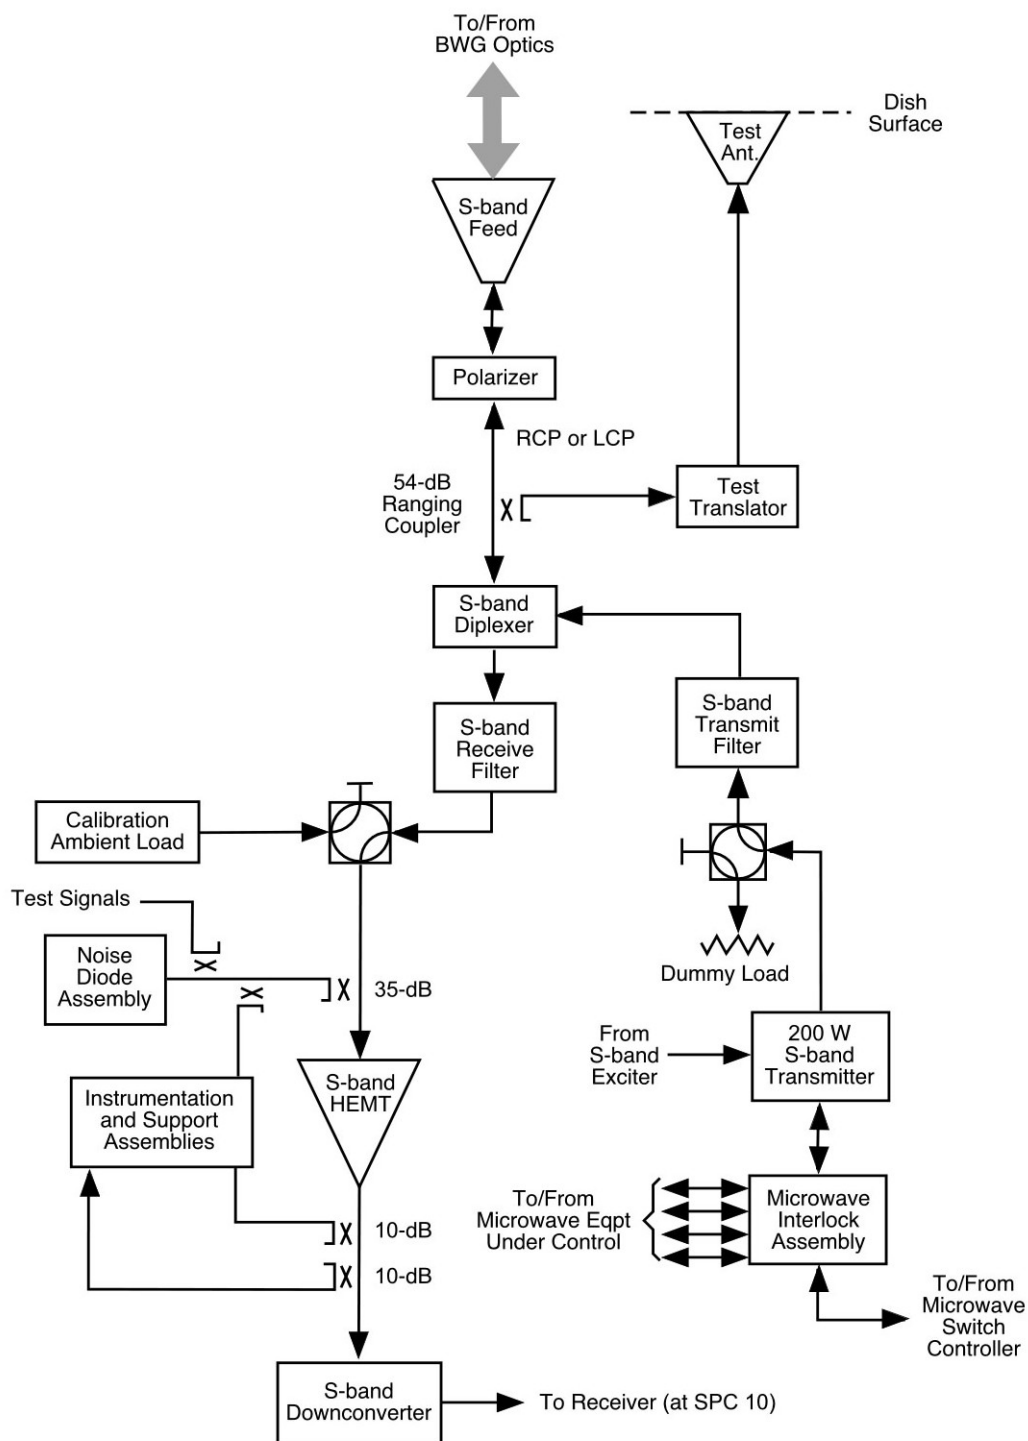 To/From
BWG Optics
Dish
Surface
Test
Ant.
S-band
Feed
Polarizer
RCP or LCP
54-dB
Ranging
Coupler
Test
Translator
S-band
Diplexer
S-band
Receive
Filter
S-band
Transmit
Filter
Calibration
Ambient Load
Test Signals
Noise
Diode
Assembly
35-dB
Dummy Load
From
S-band
Exciter
200 W
S-band
Transmitter
S-band
HEMT
Instrumentation
and Support
Assemblies
To/From
Microwave Eqpt
Under Control
Microwave
Interlock
Assembly
10-dB
10-dB
To/From
Microwave
Switch
Controller
S-band
Downconverter
To Receiver (at SPC 10)